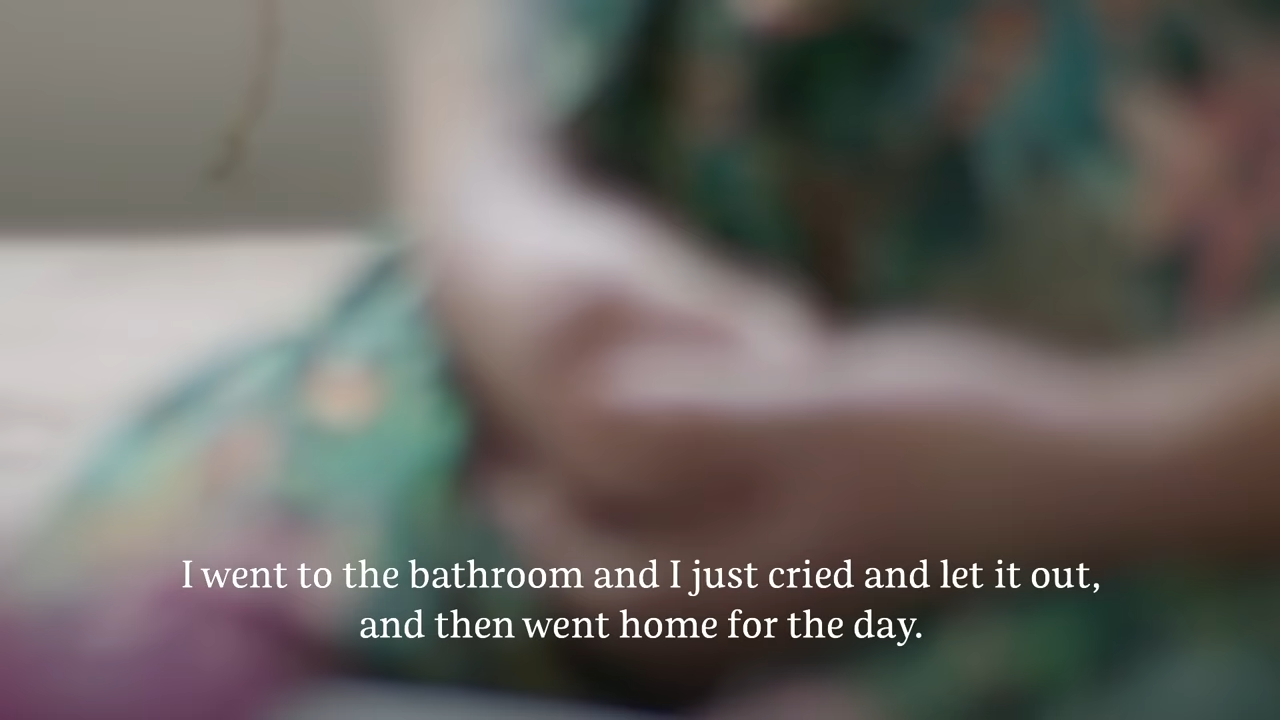 I went to the bathroom and I just cried and let it out,
and then went home for the day.